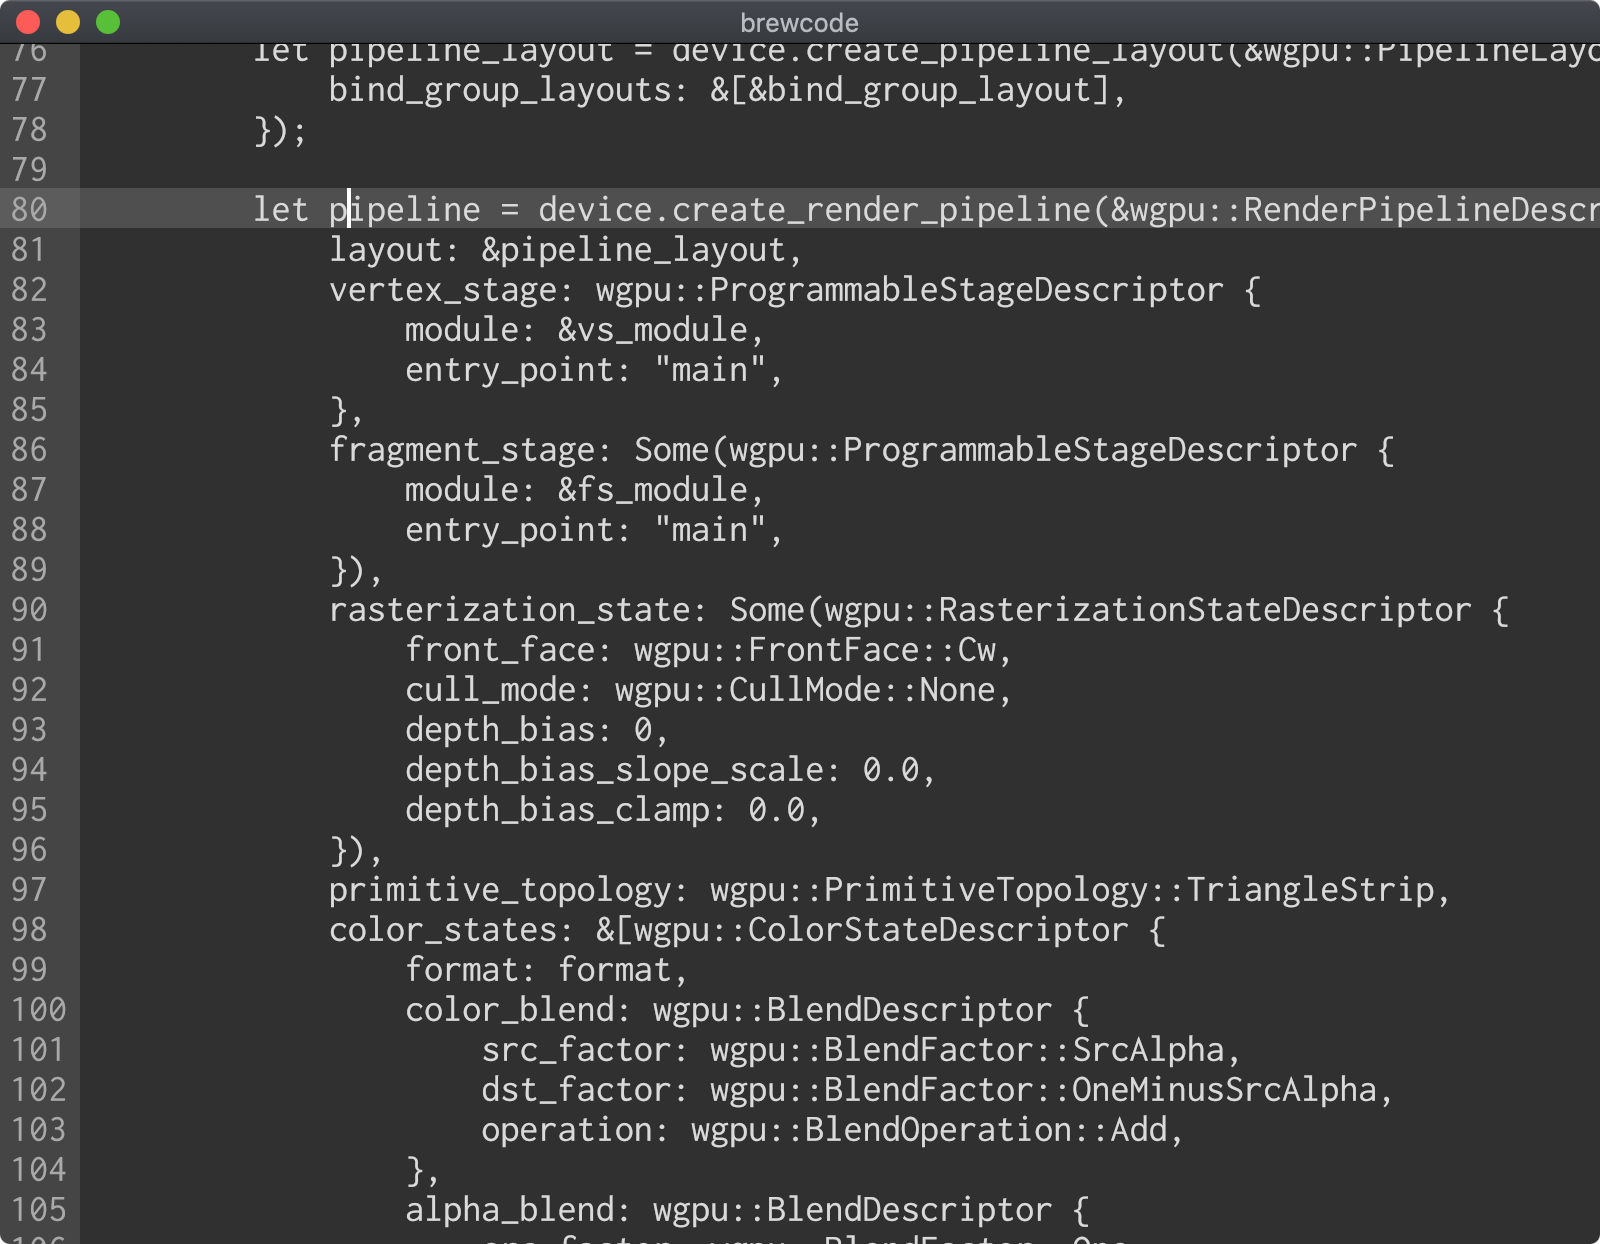 brewcode
76 let pipeline_layout = device.create_pipeline_layout(&wgpu::PipelineLayo
77 bind_group_layouts: &[&bind_group_layout],
78 });
79
80 let pipeline = device.create_render_pipeline(&wgpu::RenderPipelineDescr
81 layout: &pipeline_layout,
82 vertex_stage: wgpu::ProgrammableStageDescriptor {
83 module: &vs_module,
84 entry_point: "main",
85 },
86 fragment_stage: Some(wgpu::ProgrammableStageDescriptor {
87 module: &fs_module,
88 entry_point: "main",
89 }),
90 rasterization_state: Some(wgpu::RasterizationStateDescriptor {
91 front_face: wgpu::FrontFace::Cw,
92 cull_mode: wgpu::CullMode::None,
93 depth_bias: 0,
94 depth_bias_slope_scale: 0.0,
95 depth_bias_clamp: 0.0,
96 }),
97 primitive_topology: wgpu::PrimitiveTopology::TriangleStrip,
98 color_states: &[wgpu::ColorStateDescriptor {
99 format: format,
100 color_blend: wgpu::BlendDescriptor {
101 src_factor: wgpu::BlendFactor::SrcAlpha,
102 dst_factor: wgpu::BlendFactor::OneMinusSrcAlpha,
103 operation: wgpu::BlendOperation::Add,
104 },
105 alpha_blend: wgpu::BlendDescriptor {